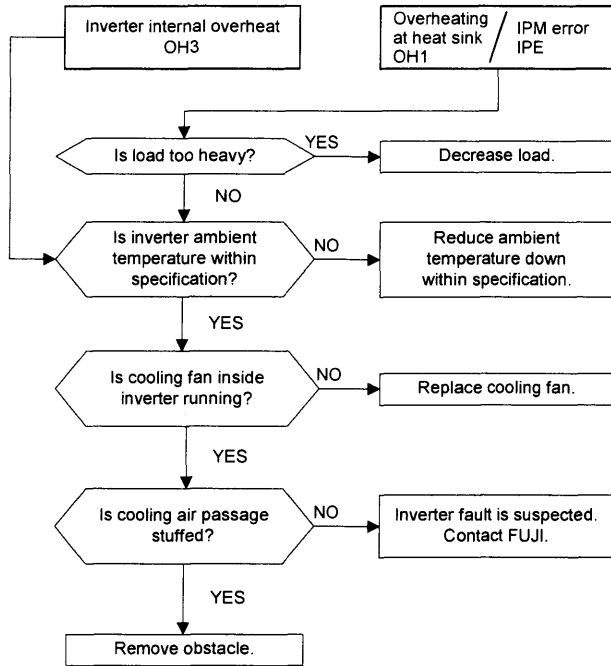 Inverter internal overheat
OH3
Overheating
at heat sink
OH1
/
IPM error
IPE
Is load too heavy?
YES
Decrease load.
NO
Is inverter ambient
temperature within
specification?
NO
Reduce ambient
temperature down
within specification.
YES
Is cooling fan inside
inverter running?
NO
Replace cooling fan.
YES
Is cooling air passage
stuffed?
NO
Inverter fault is suspected.
Contact FUJI.
YES
Remove obstacle.